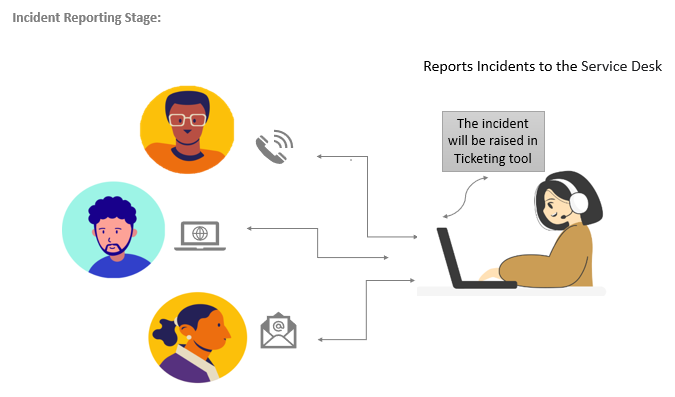 Incident Reporting Stage:
Reports Incidents to the Service Desk
The incident
will be raised in
Ticketing tool
@